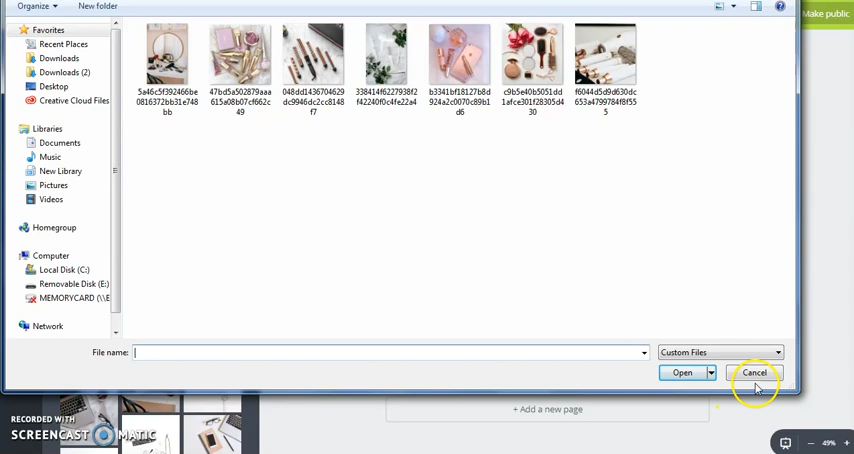 Organize
New folder
Make public
Favorites
Recent Places
Downloads
Downloads (2)
Desktop
Creative Cloud Files
Libraries
Documents
Music
New Library
Pictures
Videos
Homegroup
Computer
Local Disk (C:)
Removable Disk (E:)
MEMORYCARD (\\E
Network
5a46c5f392466be
0816372bb31e748
bb
47bd5a502879aaa
615a08b07cf662c
49
048dd1436704629
dc9946dc2cc8148
f7
338414f6227938f2
f42240f0c4fe22a4
b3341bf18127b8d
924a2c0070c89b1
d6
c9b5e40b5051dd
1afce301f28305d4
30
f6044d5d9d630dc
653a4799784f8f55
5
File name:
Custom Files
Open
Cancel
+ Add a new page
RECORDED WITH
SCREENCAST MATIC
49%